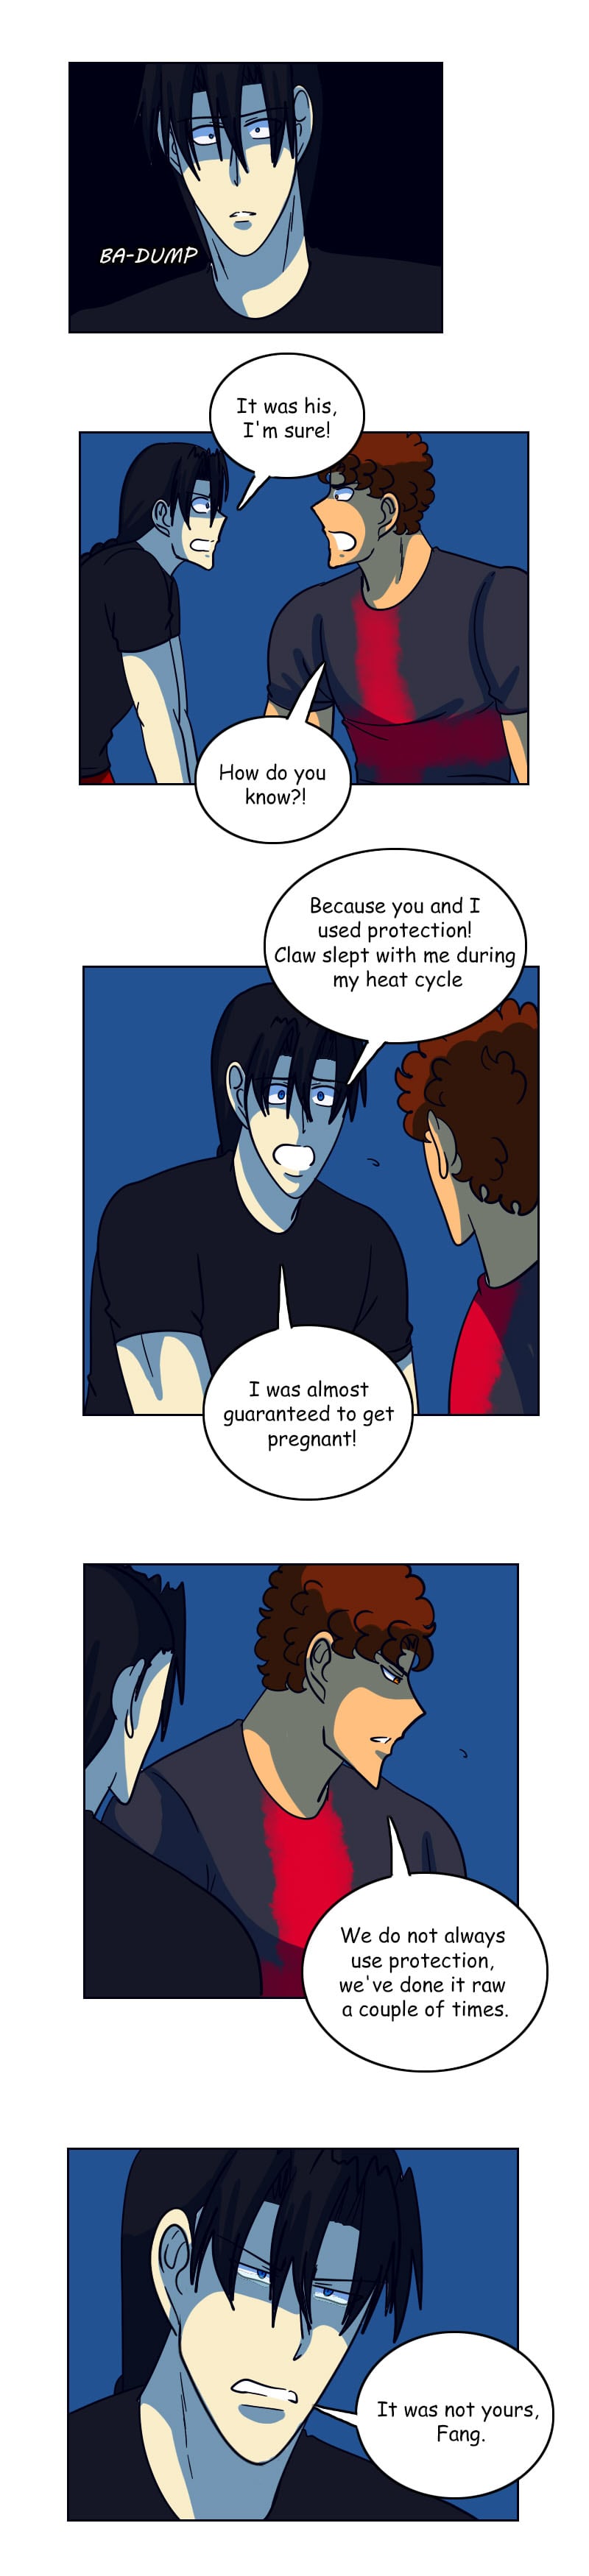 BA-DUMP
It was his,
I'm sure!
How do you
know?!
Because you and I
used protection!
Claw slept with me during
my heat cycle
I was almost
guaranteed to get
pregnant!
We do not always
use protection,
we've done it raw
a couple of times.
It was not yours,
Fang.